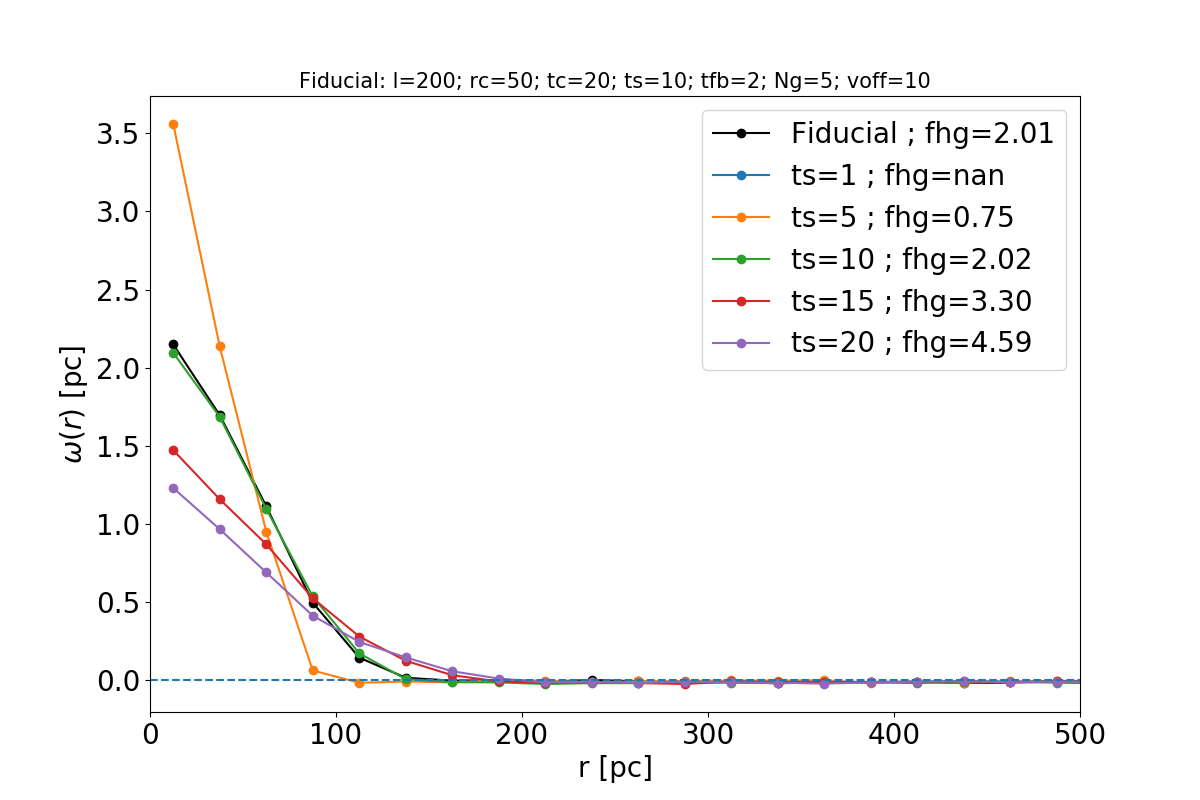 Fiducial: l=200; rc=50; tc=20; ts=10; tfb=2; Ng=5; voff=10
3.5
3.0
2.5
2.0
1.5
1.0
0.5
0.0
ω(r) [pc]
Fiducial ; fhg=2.01
ts=1 ; fhg=nan
ts=5 ; fhg=0.75
ts=10 ; fhg=2.02
ts=15 ; fhg=3.30
ts=20 ; fhg=4.59
0 100 200 300 400 500
r [pc]